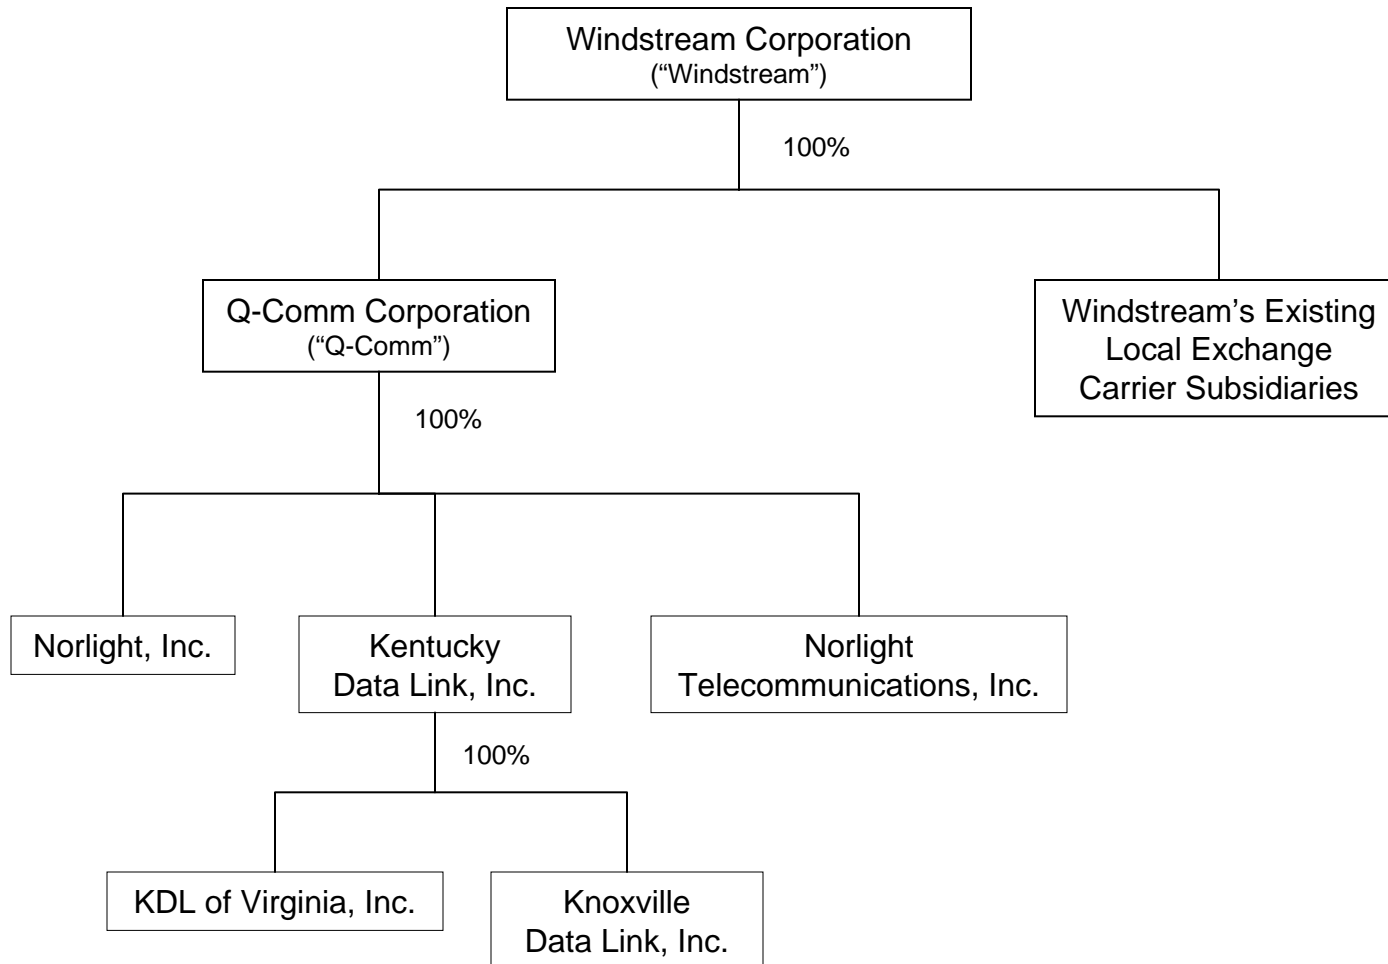 Windstream Corporation
(“Windstream”)
100%
Q-Comm Corporation
(“Q-Comm”)
Windstream’s Existing
Local Exchange
Carrier Subsidiaries
100%
Norlight, Inc.
Kentucky
Data Link, Inc.
Norlight
Telecommunications, Inc.
100%
KDL of Virginia, Inc.
Knoxville
Data Link, Inc.